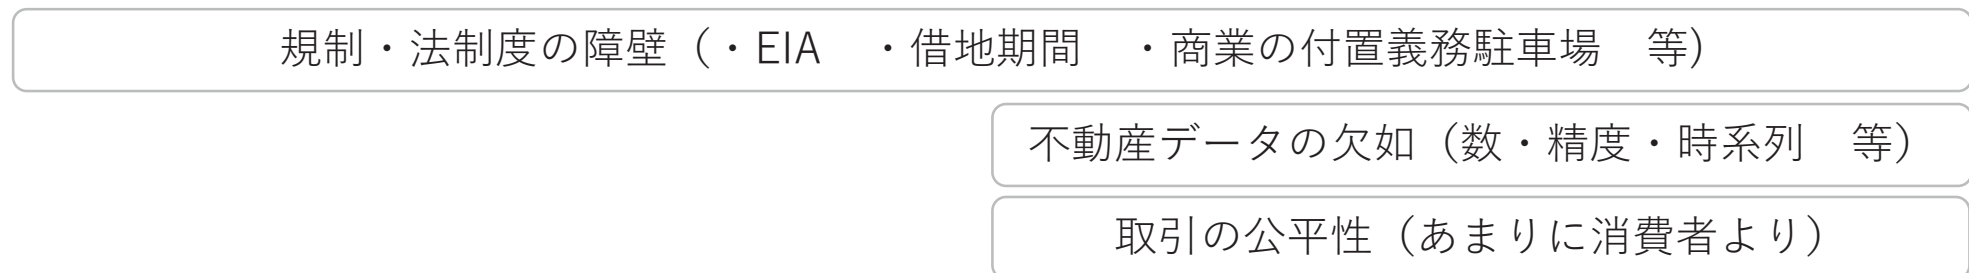 規制・法制度の障壁（・EIA　・借地期間　・商業の付置義務駐車場　等)
不動産データの欠如（数・精度・時系列　等）
取引の公平性（あまりに消費者より）